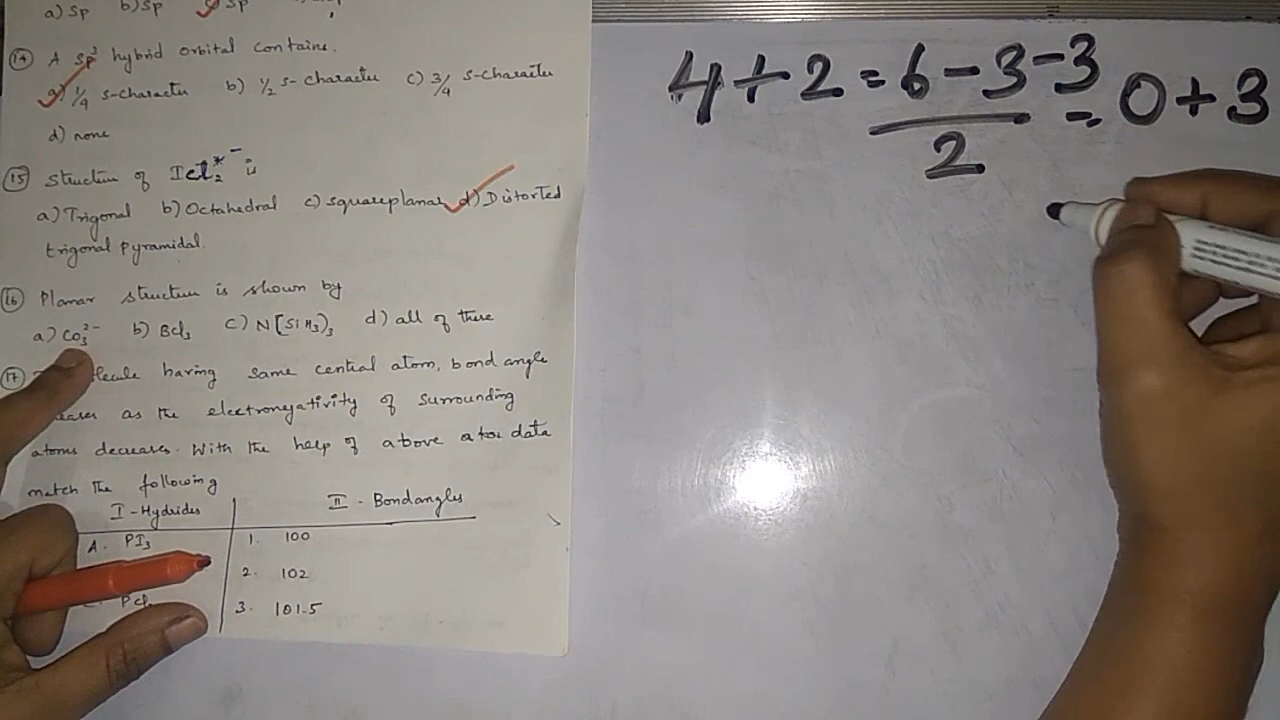 a) Sp b) Sp Sp
14 A Sp³ hybrid orbital contains.
a) 1/4 s-character b) 1/2 s-character c) 3/4 s-character
d) none
15 Structure of Icl₂*⁻ is
a) Trigonal b) Octahedral c) squareplanar d) Distorted
trigonal pyramidal.
16 Planar structure is shown by
a) CO₃²⁻ b) BCl₃ c) N[SiH₃)₃ d) all of these
17 having same central atom, bond angle
as the electronegativity of surrounding
atoms decreases. With the help of above data
match the following
I - Hydrides II - Bondangles
A. PI₃ 1. 100
2. 102
PCl 3. 101.5
4 + 2 = 6 - 3 - 3 = 0 + 3
2